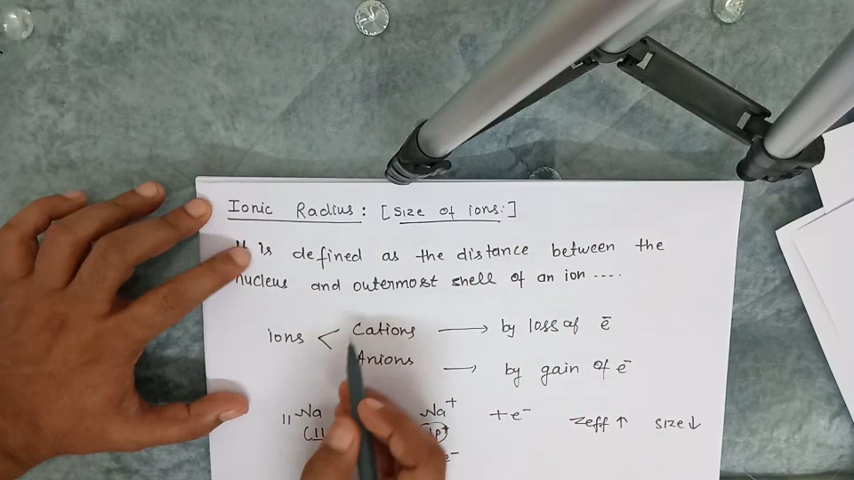 Ionic Radius: [Size of ions:]
It is defined as the distance between the
nucleus and outermost shell of an ion ....
ions < Cations ⟶ by loss of e̅
Anions ⟶ by gain of e̅
₁₁Na Na⁺ + e⁻ Zeff ↑ size ↓
e⁻